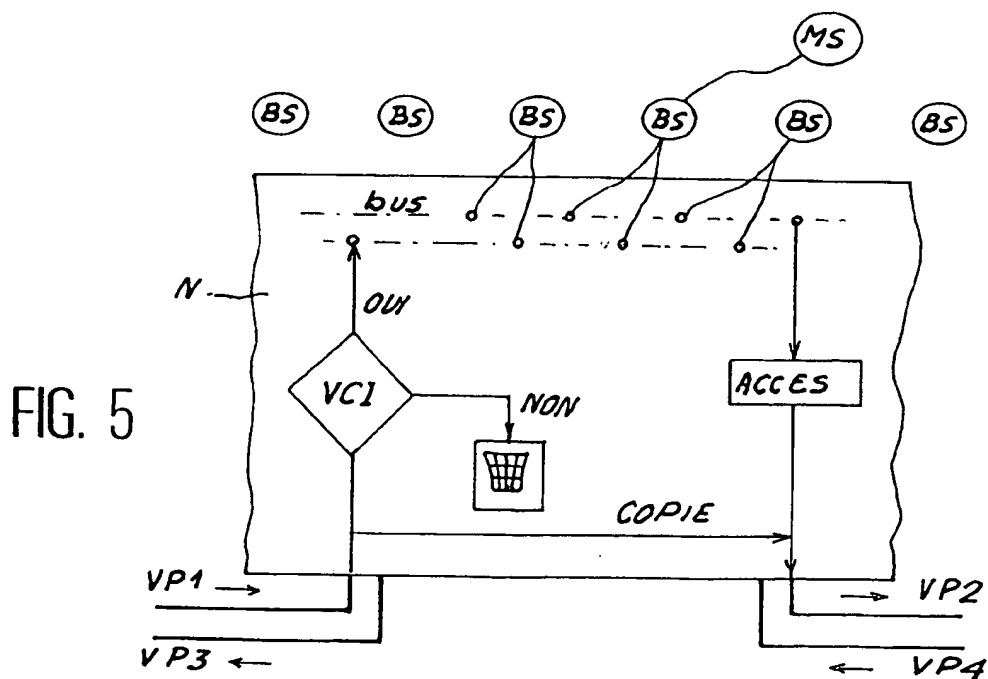 MS
BS BS BS BS BS BS
bus
N
OUI
VCI
NON
ACCES
FIG. 5
COPIE
VP1 VP2
VP3 VP4